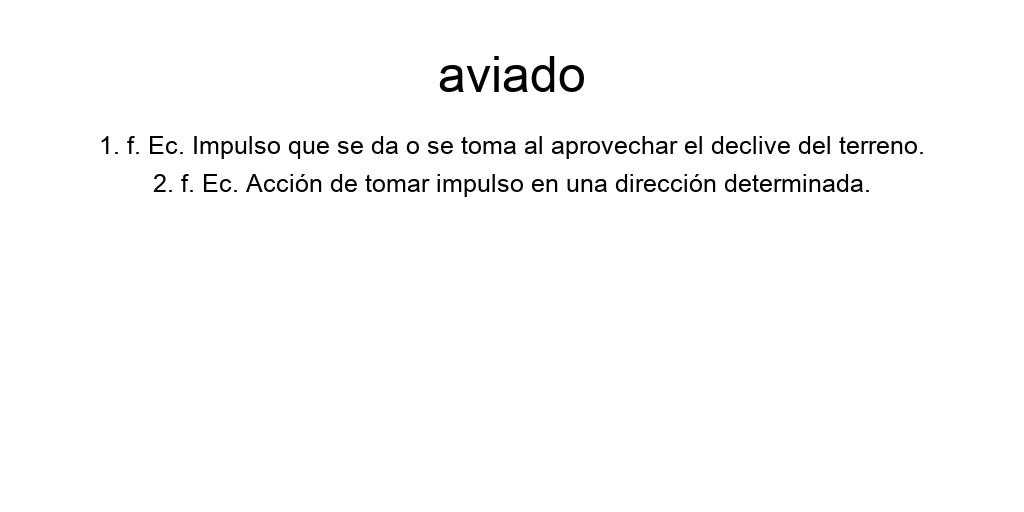 aviado
1. f. Ec. Impulso que se da o se toma al aprovechar el declive del terreno.
2. f. Ec. Acción de tomar impulso en una dirección determinada.